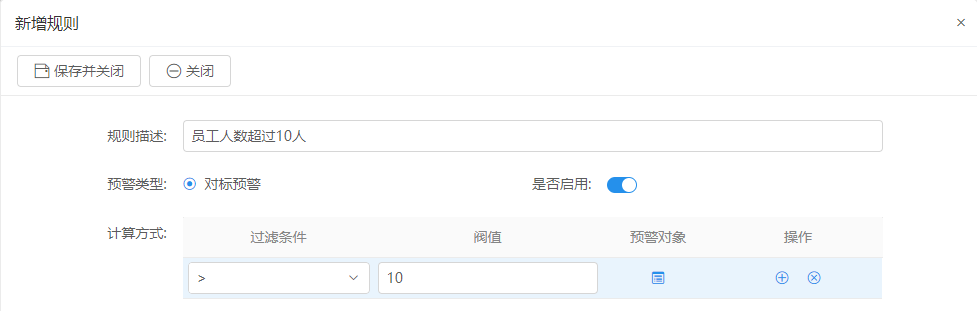 新增规则
×
保存并关闭 关闭
规则描述: 员工人数超过10人
预警类型: 对标预警 是否启用:
计算方式: 过滤条件 阀值 预警对象 操作
> 10